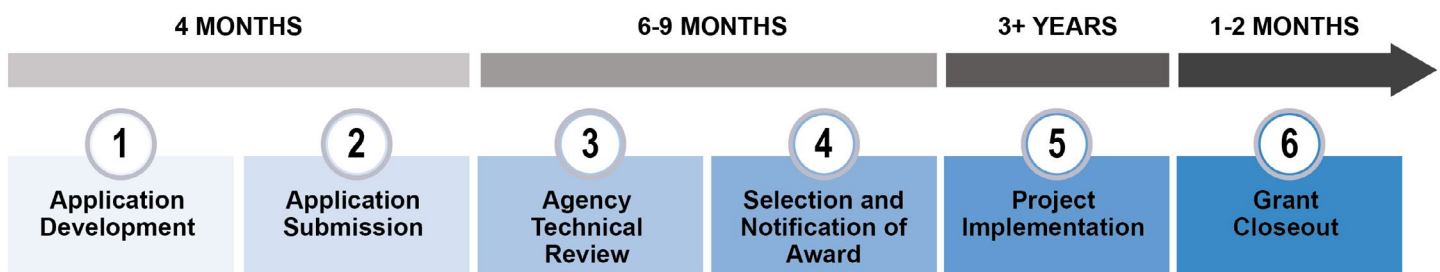 4 MONTHS
6-9 MONTHS
3+ YEARS
1-2 MONTHS
1
Application
Development
2
Application
Submission
3
Agency
Technical
Review
4
Selection and
Notification of
Award
5
Project
Implementation
6
Grant
Closeout